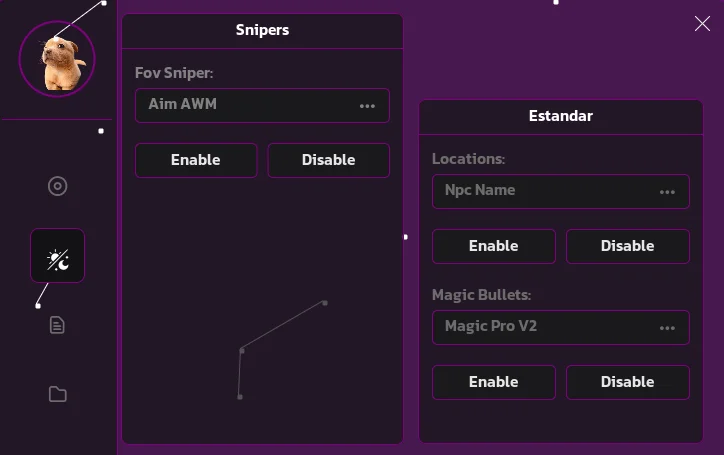 Snipers
Fov Sniper:
Aim AWM
Enable
Disable
Estandar
Locations:
Npc Name
Enable
Disable
Magic Bullets:
Magic Pro V2
Enable
Disable